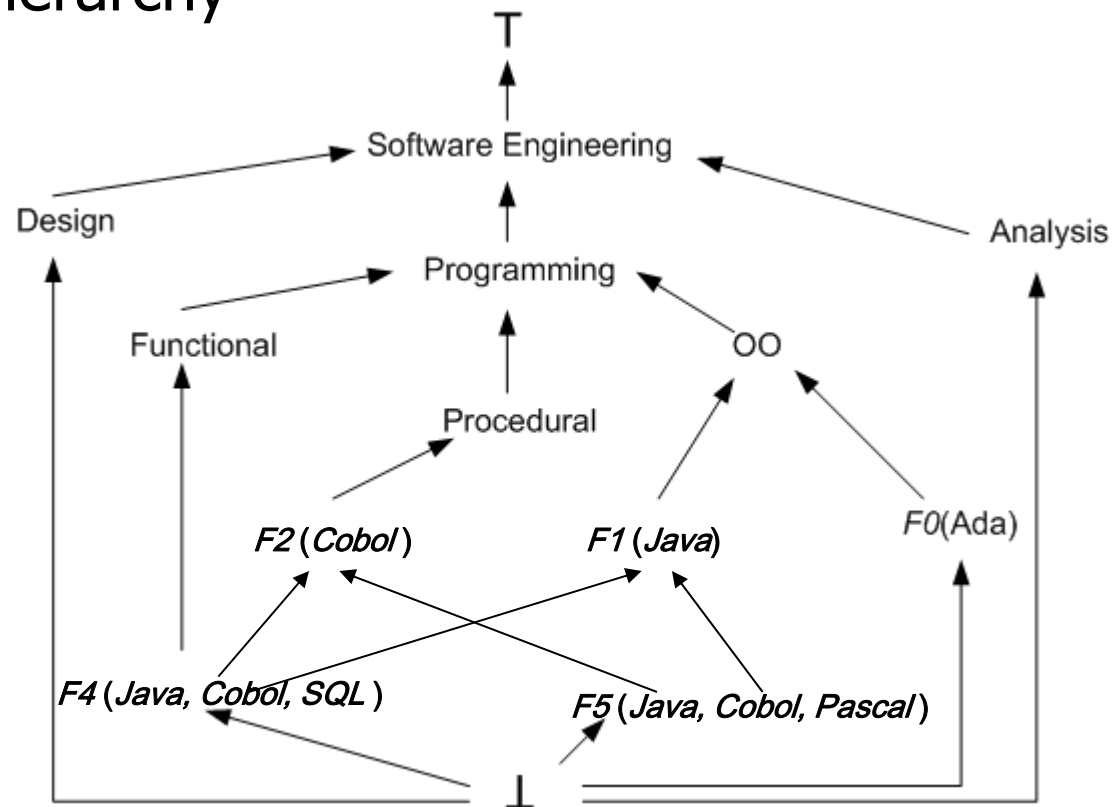 T
Software Engineering
Design
Analysis
Programming
Functional
OO
Procedural
F2 (Cobol)
F1 (Java)
F0(Ada)
F4 (Java, Cobol, SQL)
F5 (Java, Cobol, Pascal)
⊥